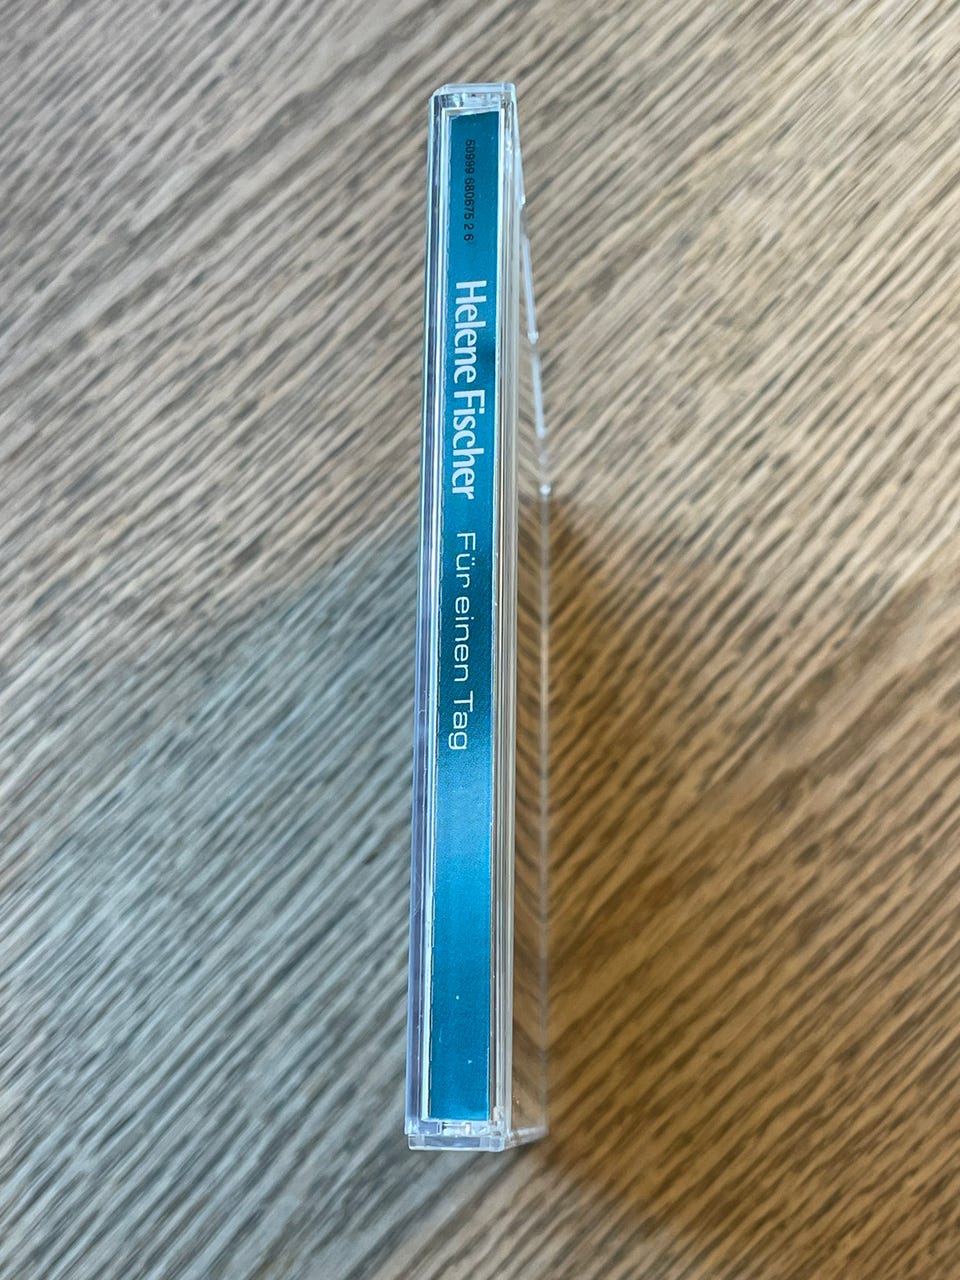 50999 680675 2 6
Helene Fischer
Für einen Tag